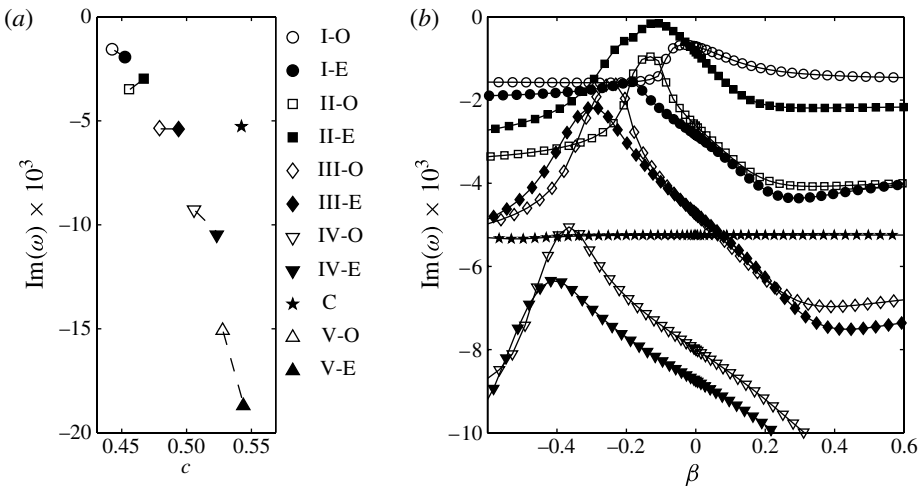 (a)
0
−5
−10
−15
−20
Im(ω) × 10³
0.45 0.50 0.55
c
I-O
I-E
II-O
II-E
III-O
III-E
IV-O
IV-E
C
V-O
V-E
(b)
0
−2
−4
−6
−8
−10
Im(ω) × 10³
−0.4 −0.2 0 0.2 0.4 0.6
β